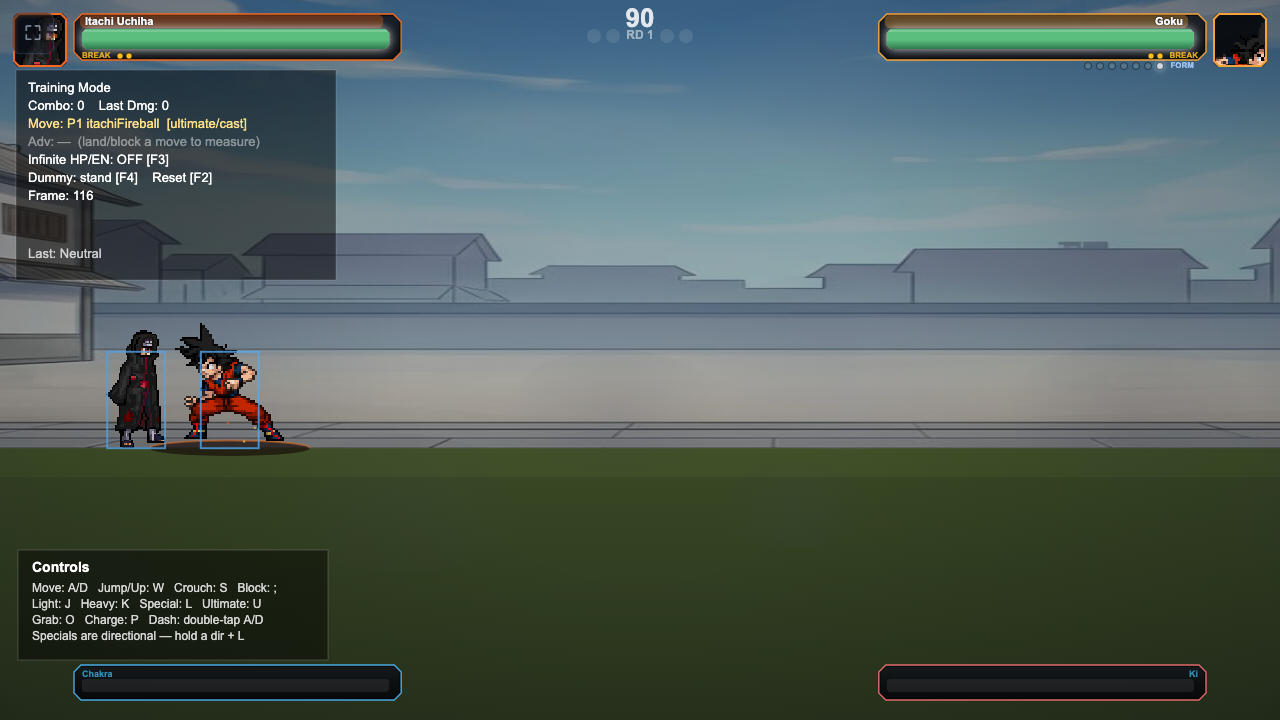 Itachi Uchiha
BREAK
90
RD 1
Goku
BREAK
FORM
Training Mode
Combo: 0 Last Dmg: 0
Move: P1 itachiFireball [ultimate/cast]
Adv: — (land/block a move to measure)
Infinite HP/EN: OFF [F3]
Dummy: stand [F4] Reset [F2]
Frame: 116
Last: Neutral
Controls
Move: A/D Jump/Up: W Crouch: S Block: ;
Light: J Heavy: K Special: L Ultimate: U
Grab: O Charge: P Dash: double-tap A/D
Specials are directional — hold a dir + L
Chakra
Ki